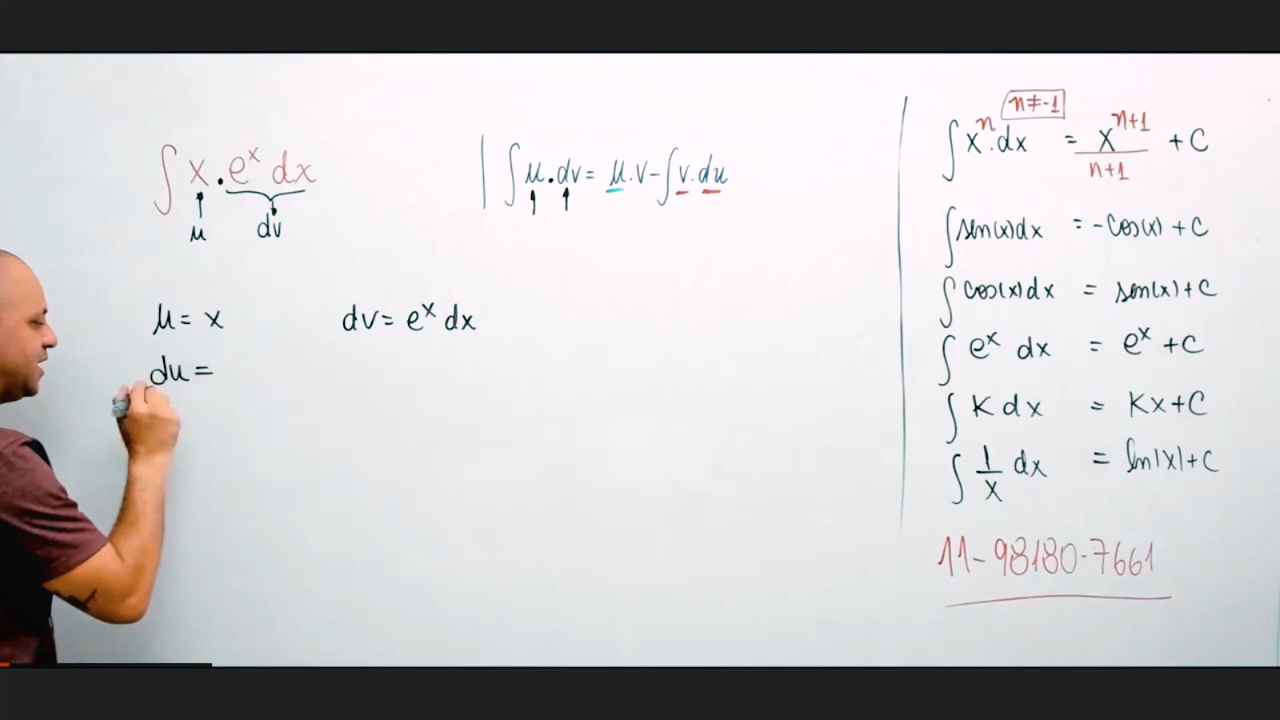 ∫ x . eˣ dx
μ dv
| ∫ μ . dv = μ . v - ∫ v . du
μ = x
dv = eˣ dx
du =
n ≠ -1
∫ xⁿ . dx = xⁿ⁺¹ / n+1 + C
∫ sen(x) dx = - cos(x) + C
∫ cos(x) dx = sen(x) + C
∫ eˣ dx = eˣ + C
∫ K dx = Kx + C
∫ 1/x dx = ln|x| + C
11-98180-7661